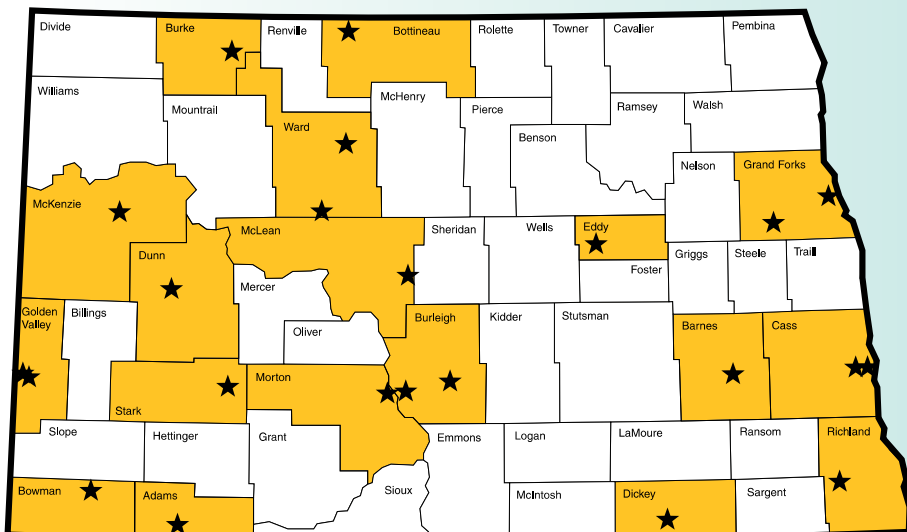 Divide
Burke
Renville
Bottineau
Rolette
Towner
Cavalier
Pembina
Williams
Mountrail
Ward
McHenry
Pierce
Benson
Ramsey
Walsh
Nelson
Grand Forks
McKenzie
Dunn
McLean
Sheridan
Wells
Eddy
Foster
Griggs
Steele
Traill
Golden
Valley
Billings
Mercer
Oliver
Burleigh
Kidder
Stutsman
Barnes
Cass
Stark
Morton
Slope
Hettinger
Grant
Emmons
Logan
LaMoure
Ransom
Richland
Bowman
Adams
Sioux
McIntosh
Dickey
Sargent